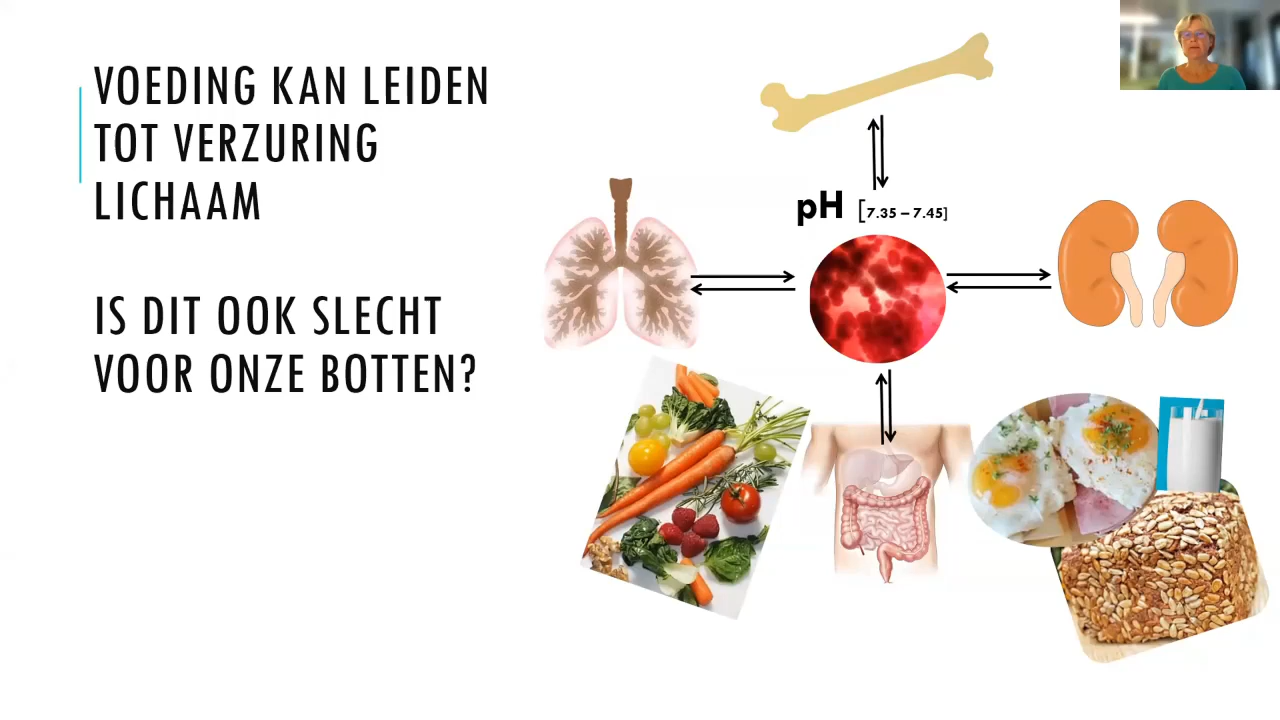 VOEDING KAN LEIDEN
TOT VERZURING
LICHAAM
IS DIT OOK SLECHT
VOOR ONZE BOTTEN?
pH [7.35 – 7.45]